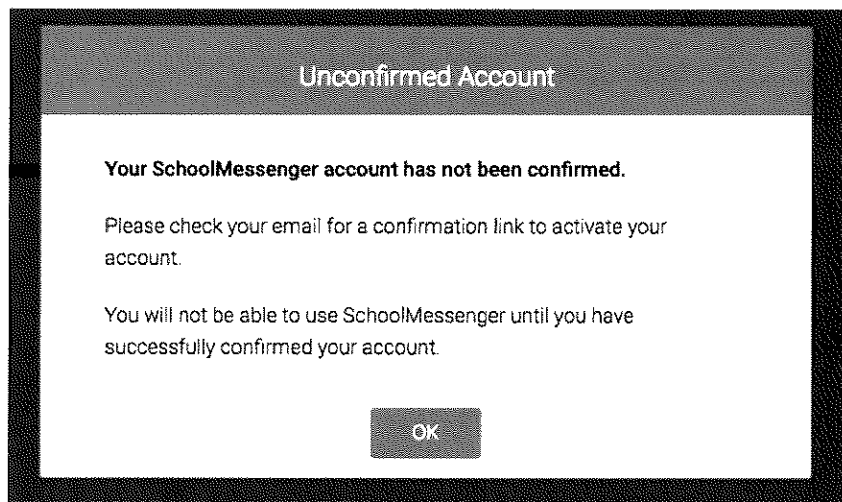 Unconfirmed Account
Your SchoolMessenger account has not been confirmed.
Please check your email for a confirmation link to activate your
account.
You will not be able to use SchoolMessenger until you have
successfully confirmed your account.
OK